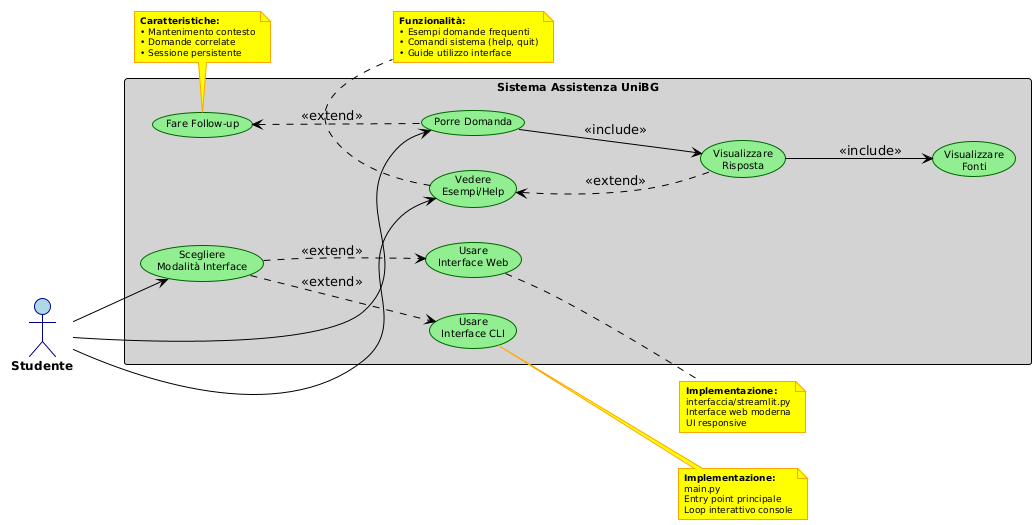 Caratteristiche:
• Mantenimento contesto
• Domande correlate
• Sessione persistente
Funzionalità:
• Esempi domande frequenti
• Comandi sistema (help, quit)
• Guide utilizzo interface
Sistema Assistenza UniBG
Fare Follow-up
«extend»
Porre Domanda
«include»
Visualizzare
Risposta
«include»
Visualizzare
Fonti
Vedere
Esempi/Help
«extend»
Scegliere
Modalità Interface
«extend»
«extend»
Usare
Interface Web
Usare
Interface CLI
Studente
Implementazione:
interfaccia/streamlit.py
Interface web moderna
UI responsive
Implementazione:
main.py
Entry point principale
Loop interattivo console